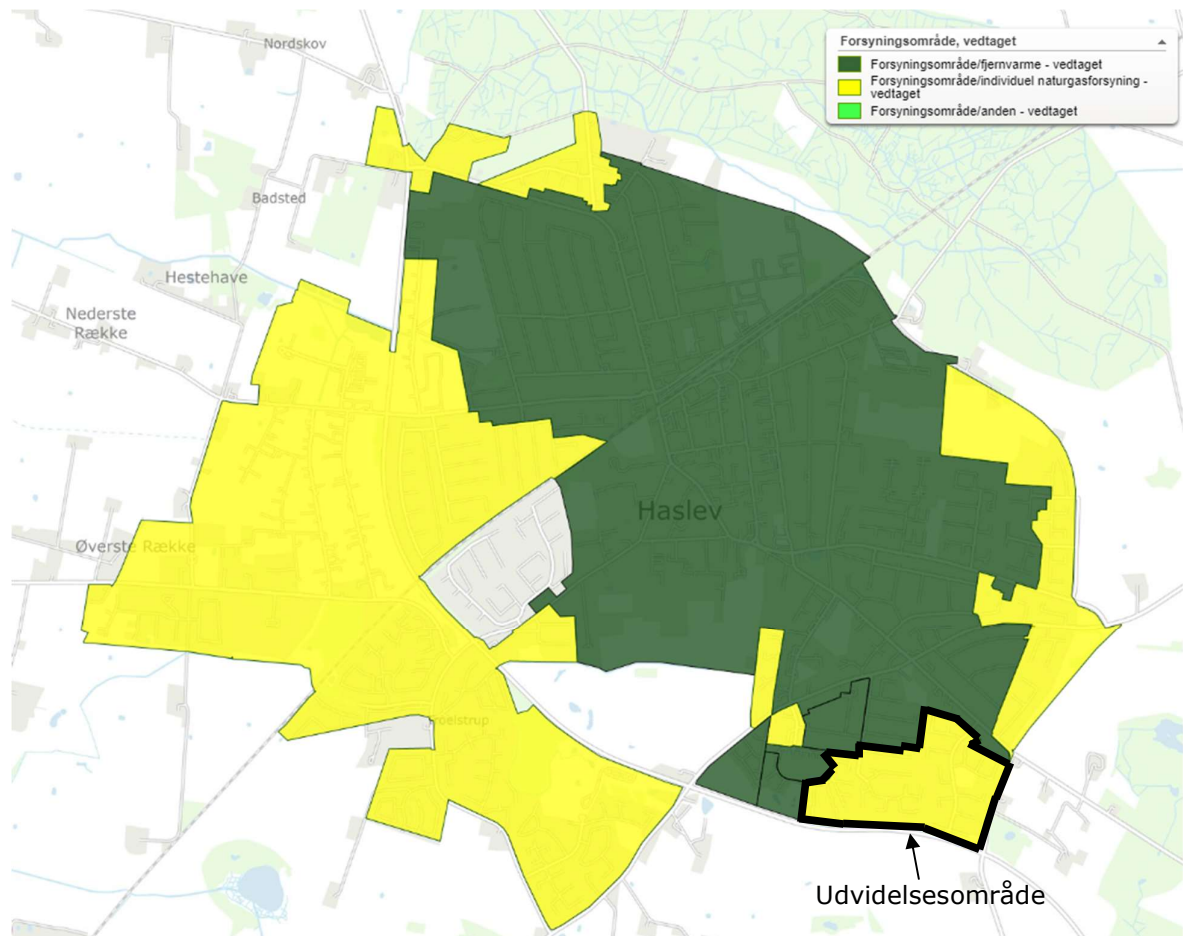 Nordskov
Forsyningsområde, vedtaget
Forsyningsområde/fjernvarme - vedtaget
Forsyningsområde/individuel naturgasforsyning -
vedtaget
Forsyningsområde/anden - vedtaget
Badsted
Hestehave
Nederste
Række
Haslev
Øverste Række
Troelstrup
Udvidelsesområde